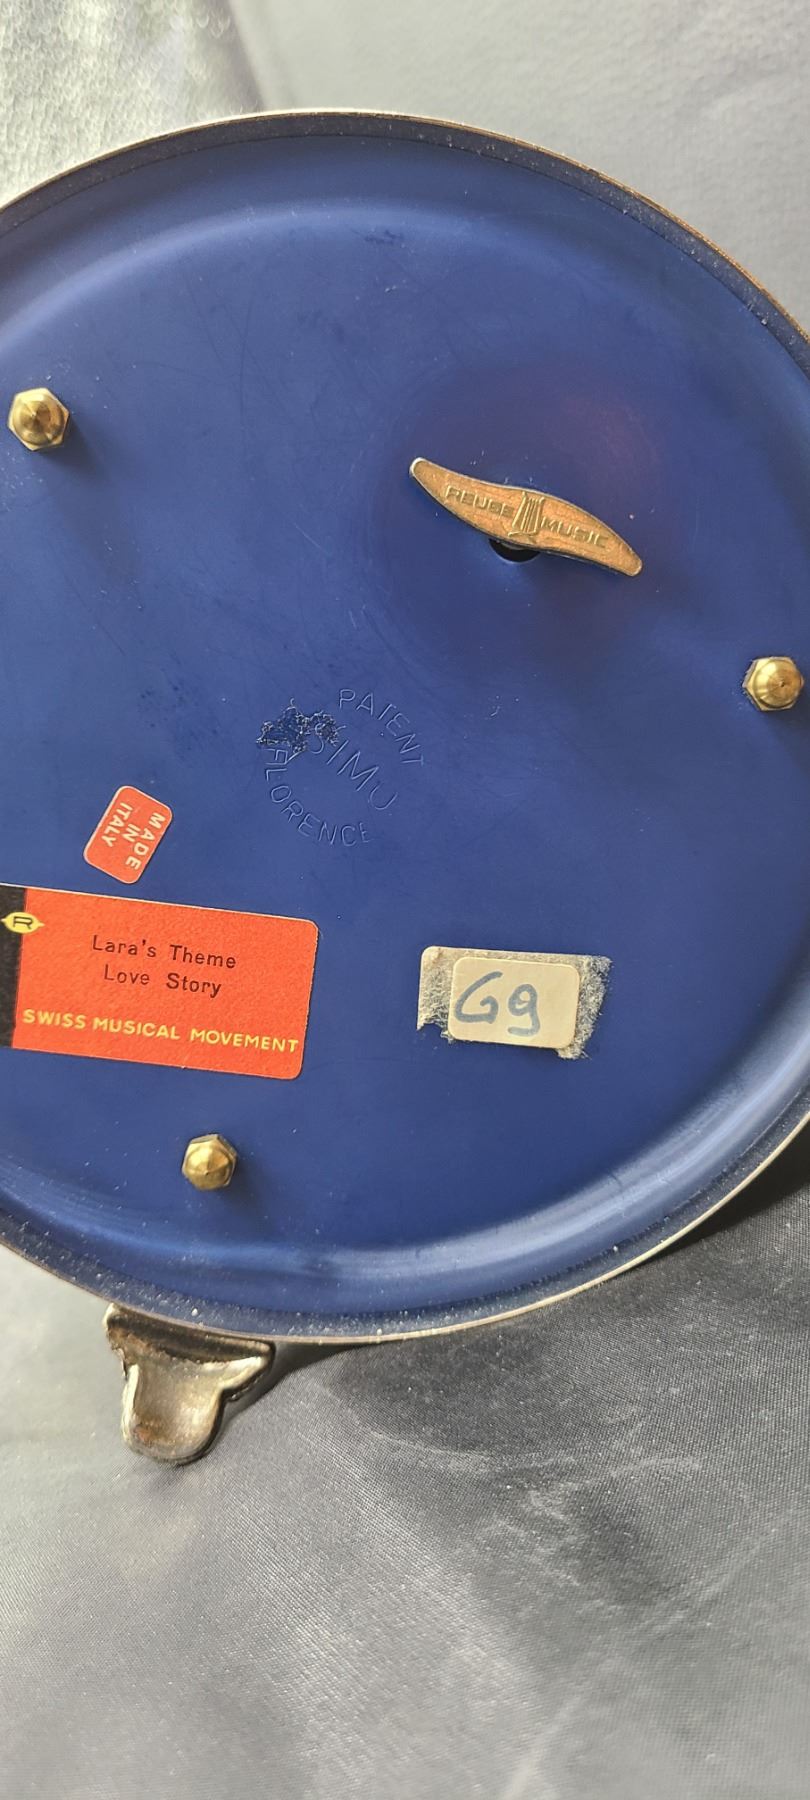 REUGE MUSIC
PATENT
SIMU
FLORENCE
MADE
IN
ITALY
R
Lara's Theme
Love Story
SWISS MUSICAL MOVEMENT
G9